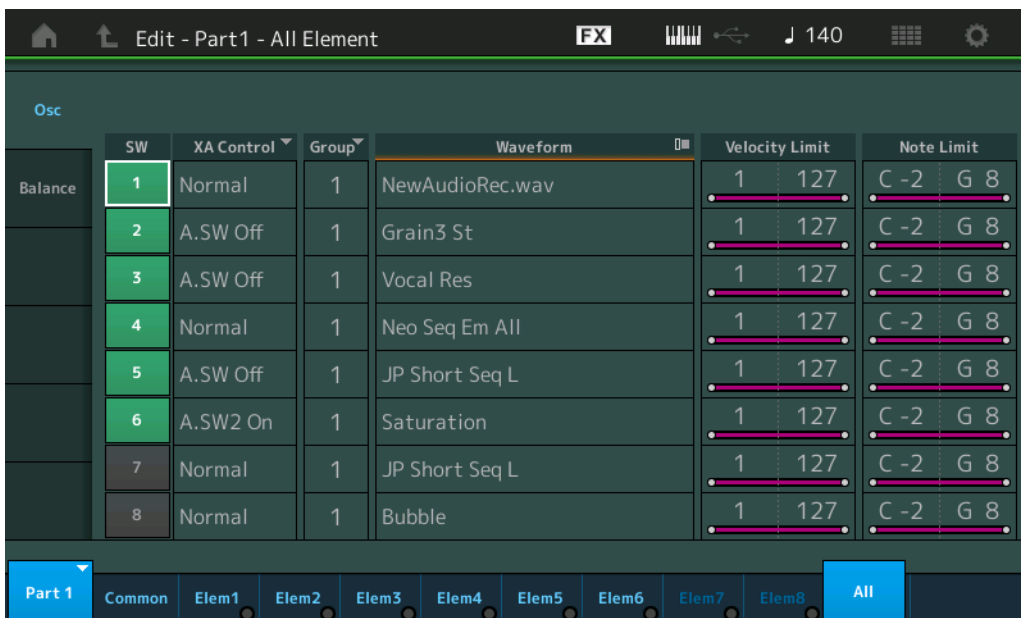 Edit - Part1 - All Element FX ♩ 140
Osc
SW XA Control Group Waveform Velocity Limit Note Limit
Balance 1 Normal 1 NewAudioRec.wav 1 127 C -2 G 8
2 A.SW Off 1 Grain3 St 1 127 C -2 G 8
3 A.SW Off 1 Vocal Res 1 127 C -2 G 8
4 Normal 1 Neo Seq Em All 1 127 C -2 G 8
5 A.SW Off 1 JP Short Seq L 1 127 C -2 G 8
6 A.SW2 On 1 Saturation 1 127 C -2 G 8
7 Normal 1 JP Short Seq L 1 127 C -2 G 8
8 Normal 1 Bubble 1 127 C -2 G 8
Part 1 Common Elem1 Elem2 Elem3 Elem4 Elem5 Elem6 Elem7 Elem8 All